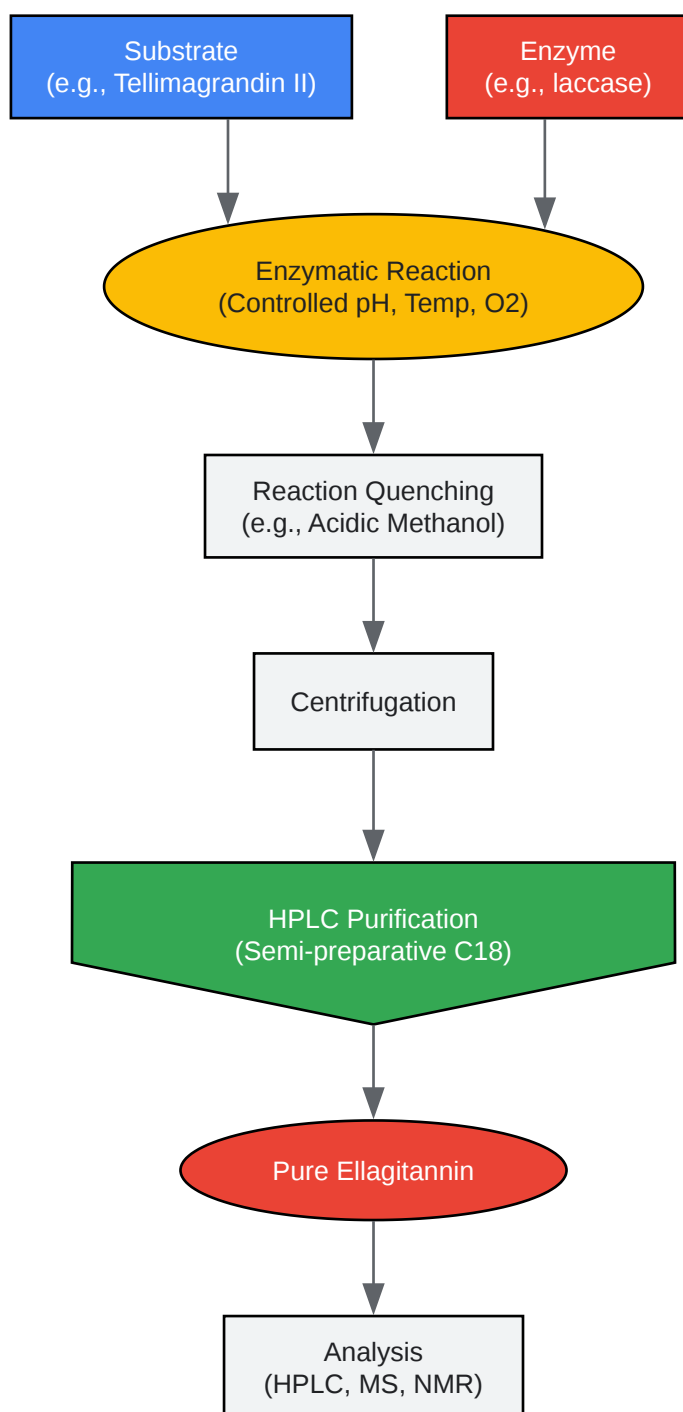 Substrate
(e.g., Tellimagrandin II)
Enzyme
(e.g., laccase)
Enzymatic Reaction
(Controlled pH, Temp, O2)
Reaction Quenching
(e.g., Acidic Methanol)
Centrifugation
HPLC Purification
(Semi-preparative C18)
Pure Ellagitannin
Analysis
(HPLC, MS, NMR)